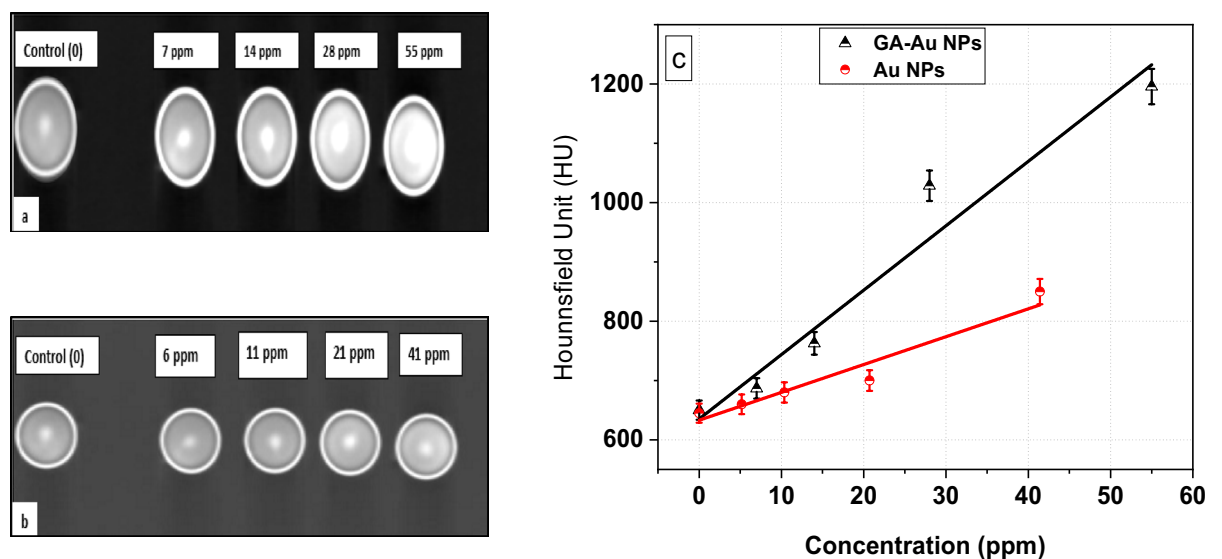 Control (0)
7 ppm
14 ppm
28 ppm
55 ppm
a
Control (0)
6 ppm
11 ppm
21 ppm
41 ppm
b
C
GA-Au NPs
Au NPs
Hounnsfield Unit (HU)
1200
1000
800
600
0
10
20
30
40
50
60
Concentration (ppm)